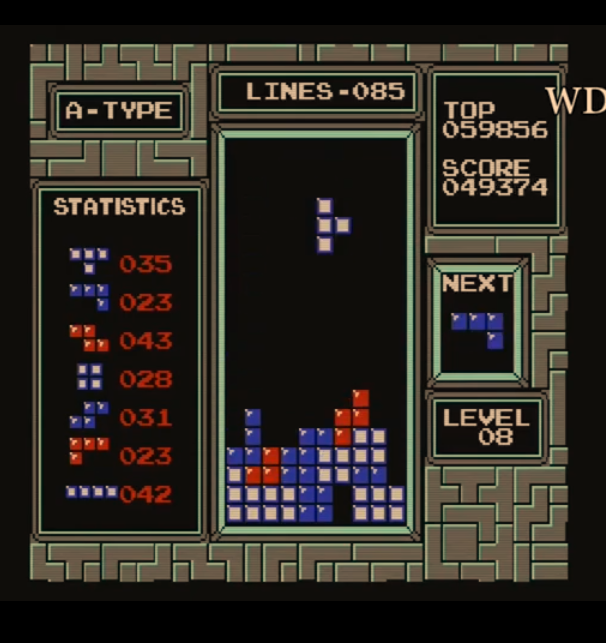 LINES-085
A-TYPE
TOP
059856
WD
SCORE
049374
STATISTICS
035
023
043
028
031
023
042
NEXT
LEVEL
08